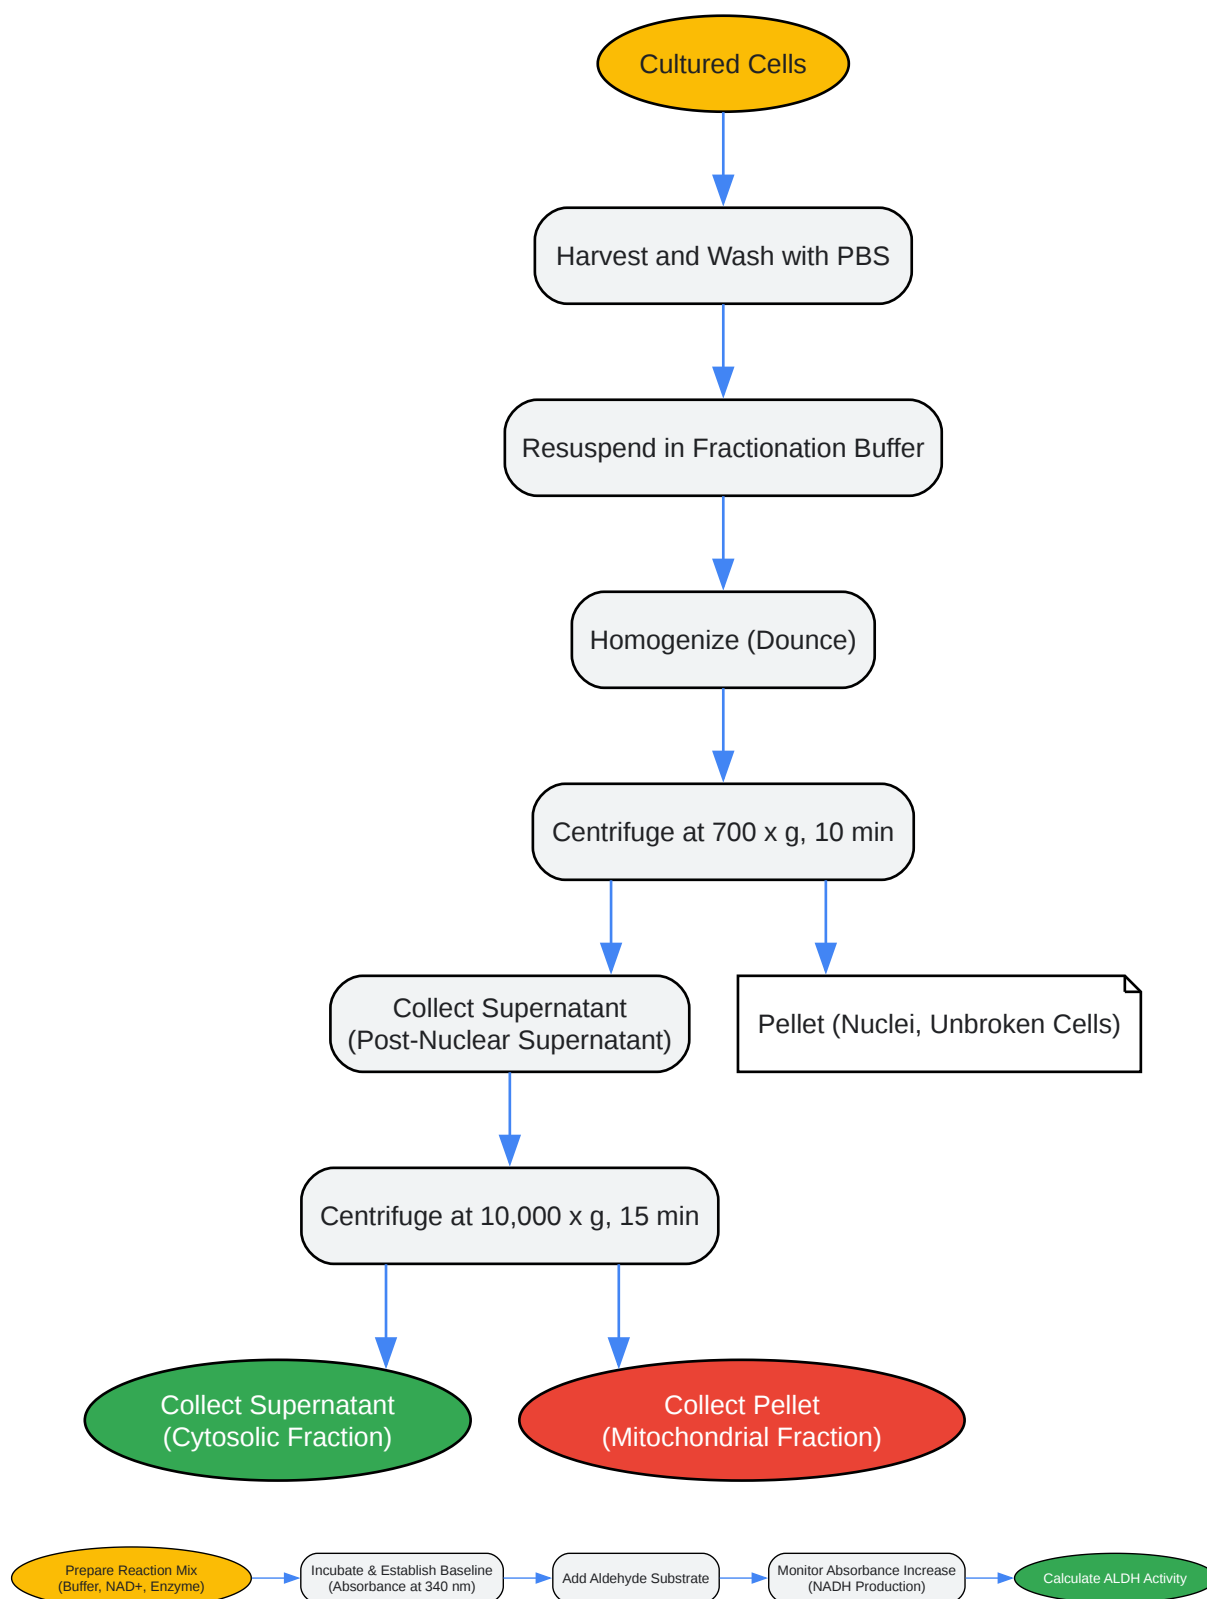 Cultured Cells
Harvest and Wash with PBS
Resuspend in Fractionation Buffer
Homogenize (Dounce)
Centrifuge at 700 x g, 10 min
Collect Supernatant
(Post-Nuclear Supernatant)
Pellet (Nuclei, Unbroken Cells)
Centrifuge at 10,000 x g, 15 min
Collect Supernatant
(Cytosolic Fraction)
Collect Pellet
(Mitochondrial Fraction)
Prepare Reaction Mix
(Buffer, NAD+, Enzyme)
Incubate & Establish Baseline
(Absorbance at 340 nm)
Add Aldehyde Substrate
Monitor Absorbance Increase
(NADH Production)
Calculate ALDH Activity